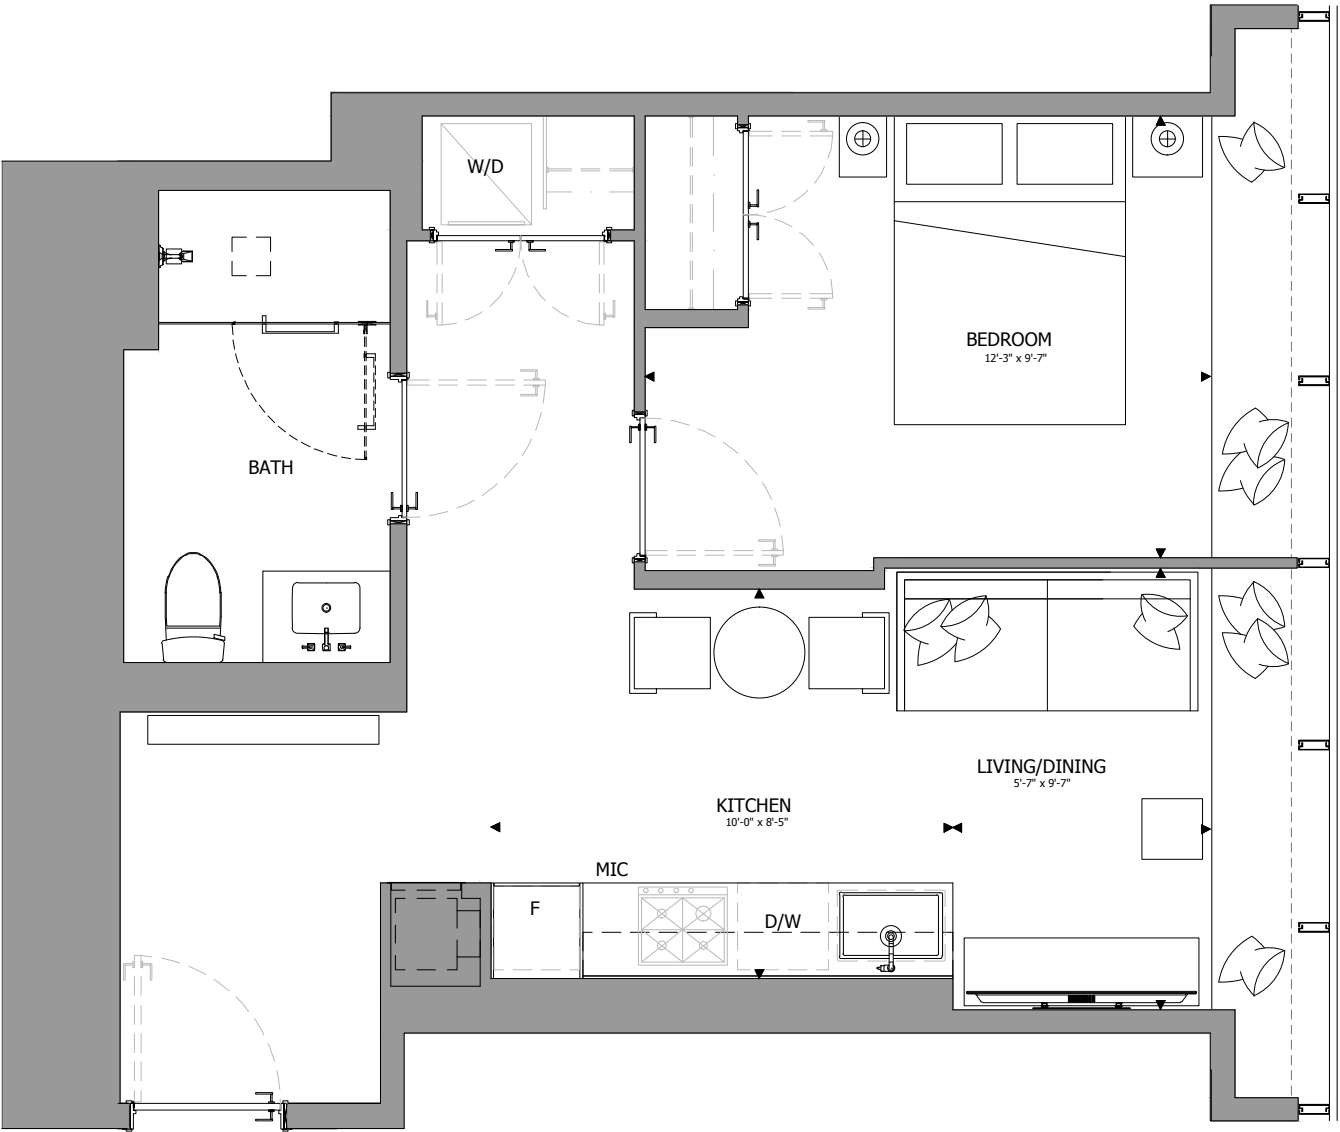 W/D
BEDROOM
12'-3" x 9'-7"
BATH
LIVING/DINING
5'-7" x 9'-7"
KITCHEN
10'-0" x 8'-5"
MIC
F
D/W